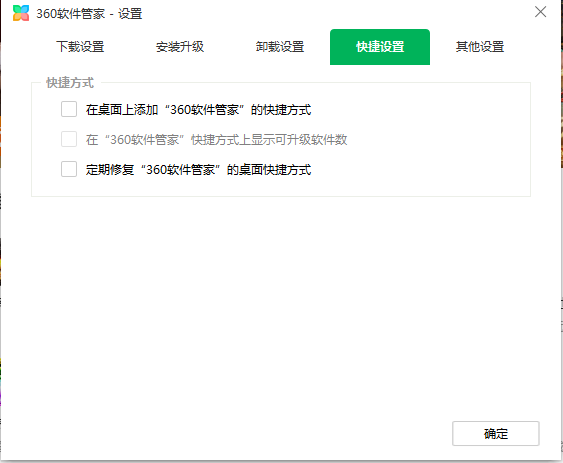 360软件管家 - 设置
下载设置 安装升级 卸载设置 快捷设置 其他设置
快捷方式
在桌面上添加“360软件管家”的快捷方式
在“360软件管家”快捷方式上显示可升级软件数
定期修复“360软件管家”的桌面快捷方式
确定